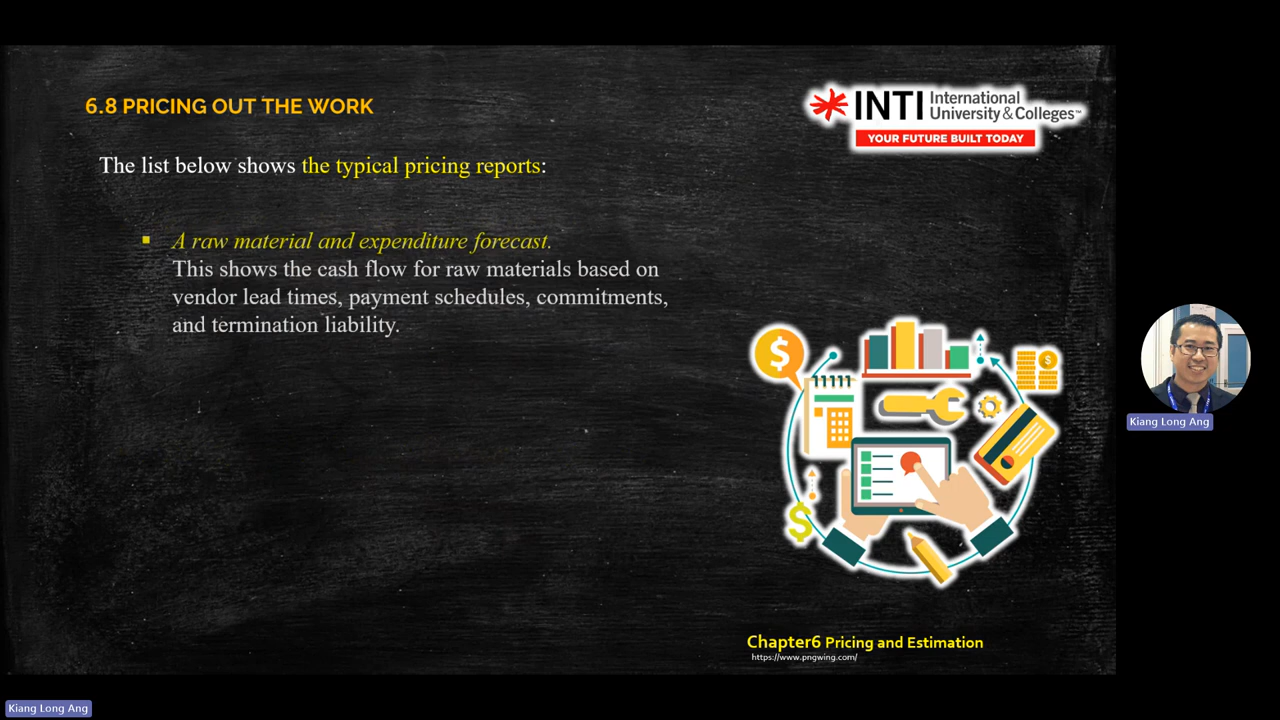 6.8 PRICING OUT THE WORK
INTI International
University & Colleges™
YOUR FUTURE BUILT TODAY
The list below shows the typical pricing reports:
▪ A raw material and expenditure forecast.
This shows the cash flow for raw materials based on
vendor lead times, payment schedules, commitments,
and termination liability.
$
$
$
Kiang Long Ang
Chapter6 Pricing and Estimation
https://www.pngwing.com/
Kiang Long Ang